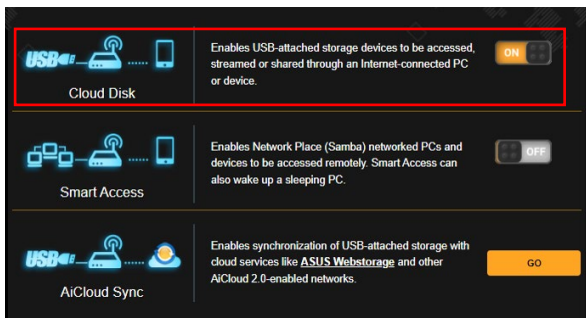 Enables USB-attached storage devices to be accessed,
USB
streamed or shared through an Internet-connected PC
ON
or device.
Cloud Disk
Enables Network Place (Samba) networked PCs and
devices to be accessed remotely. Smart Access can
OFF
also wake up a sleeping PC.
Smart Access
Enables synchronization of USB-attached storage with
USB
cloud services like ASUS Webstorage and other
GO
AiCloud 2.0-enabled networks.
AiCloud Sync